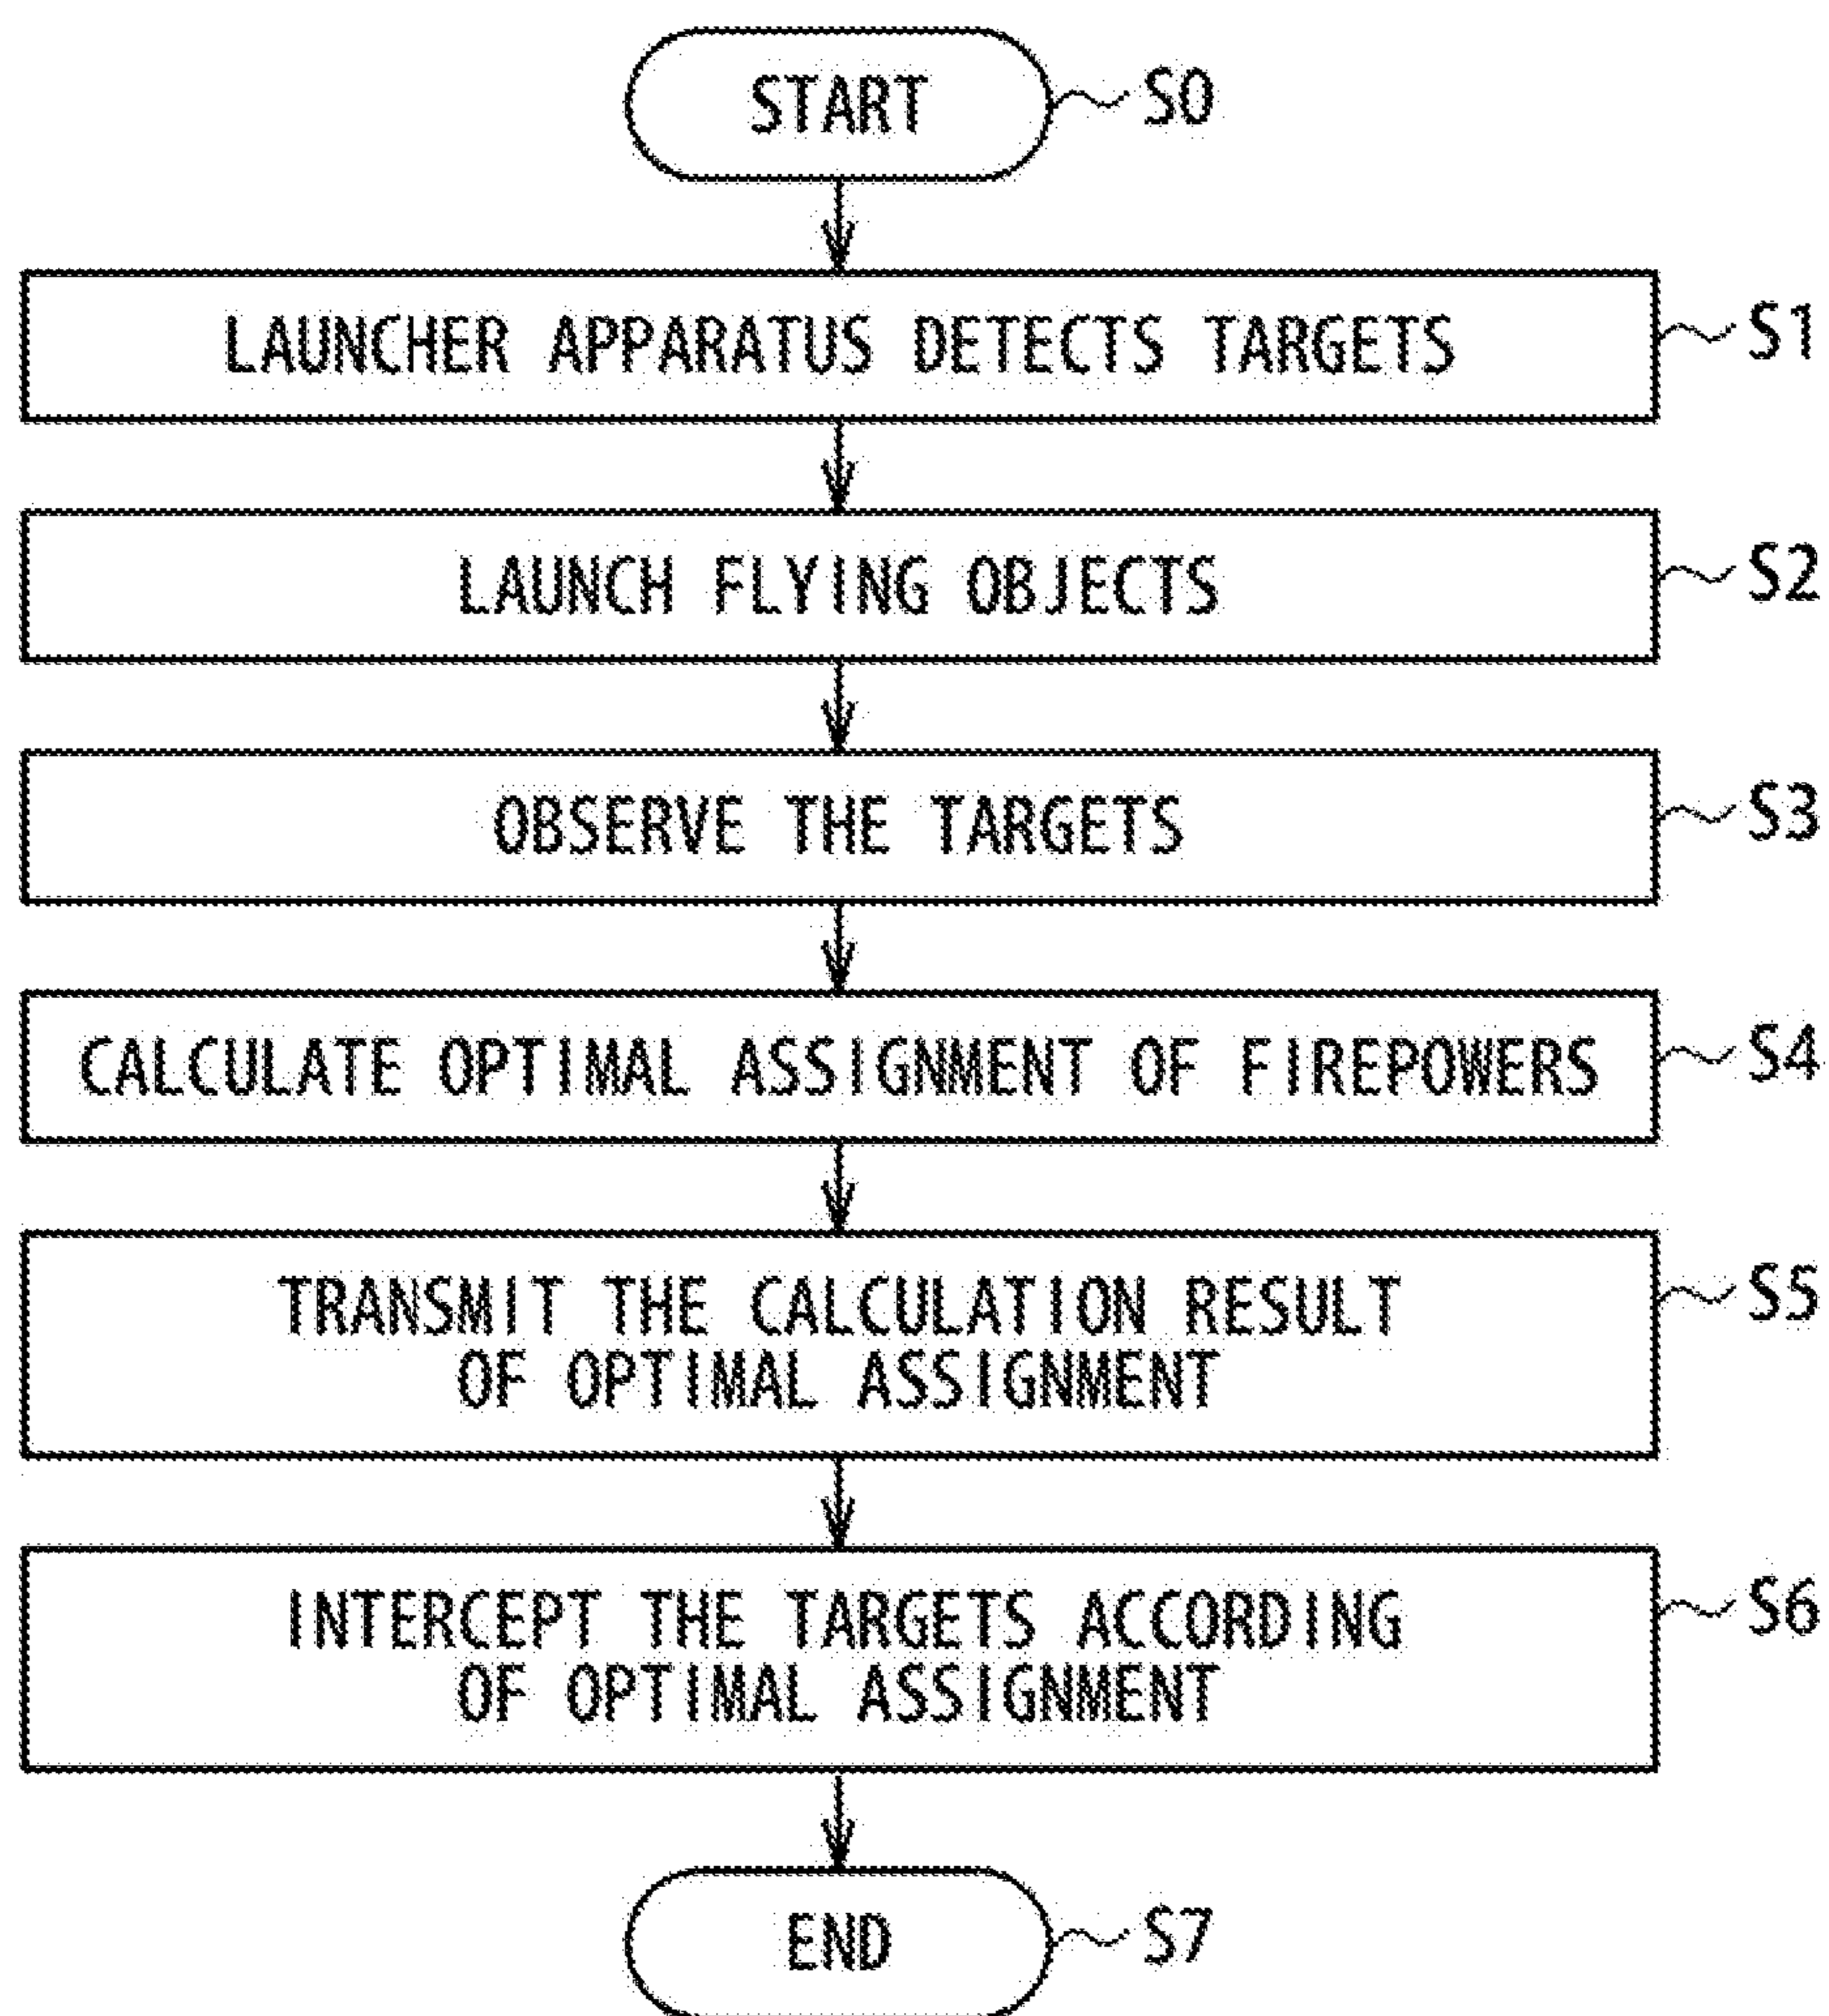 START S0
LAUNCHER APPARATUS DETECTS TARGETS S1
LAUNCH FLYING OBJECTS S2
OBSERVE THE TARGETS S3
CALCULATE OPTIMAL ASSIGNMENT OF FIREPOWERS S4
TRANSMIT THE CALCULATION RESULT S5
OF OPTIMAL ASSIGNMENT
INTERCEPT THE TARGETS ACCORDING S6
OF OPTIMAL ASSIGNMENT
END S7